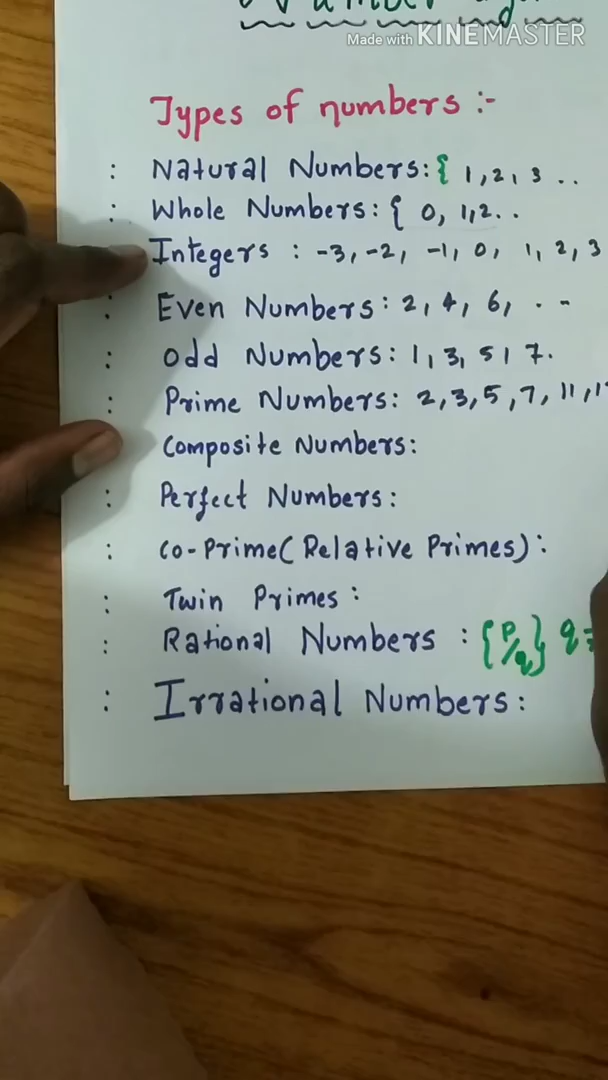 Made with KINEMASTER
Types of numbers :-
: Natural Numbers: { 1, 2, 3 ..
: Whole Numbers: { 0, 1, 2..
Integers : -3, -2, -1, 0, 1, 2, 3
: Even Numbers: 2, 4, 6, . -
: Odd Numbers: 1, 3, 5, 7.
: Prime Numbers: 2, 3, 5, 7, 11,
Composite Numbers:
: Perfect Numbers:
: Co-Prime( Relative Primes):
: Twin Primes :
: Rational Numbers : {P/q} q
: Irrational Numbers: